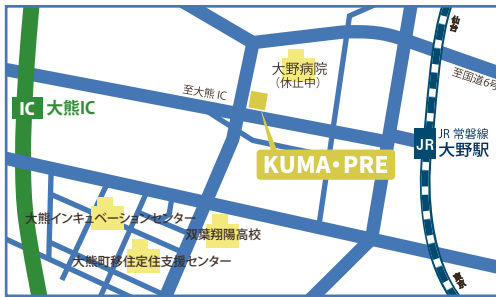 仙台
大野病院
（休止中）
至国道6号
至大熊 IC
IC 大熊IC
JR JR 常磐線
大野駅
KUMA・PRE
大熊インキュベーションセンター
双葉翔陽高校
大熊町移住定住支援センター
東京